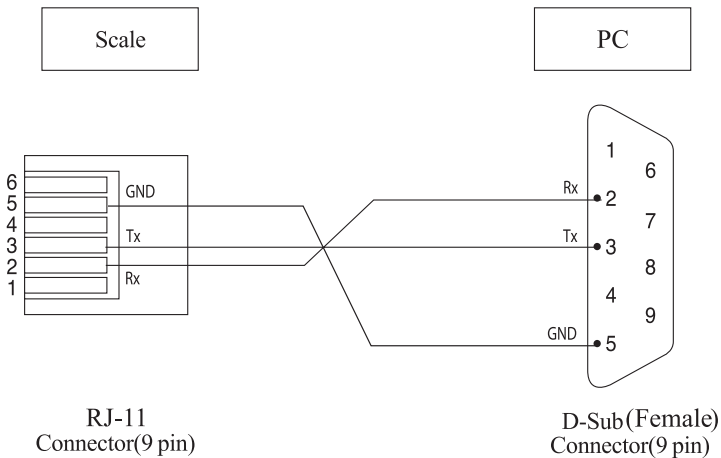 Scale
PC
6
5
4
3
2
1
GND
Tx
Rx
Rx
Tx
GND
1
2
3
4
5
6
7
8
9
RJ-11
Connector(9 pin)
D-Sub(Female)
Connector(9 pin)